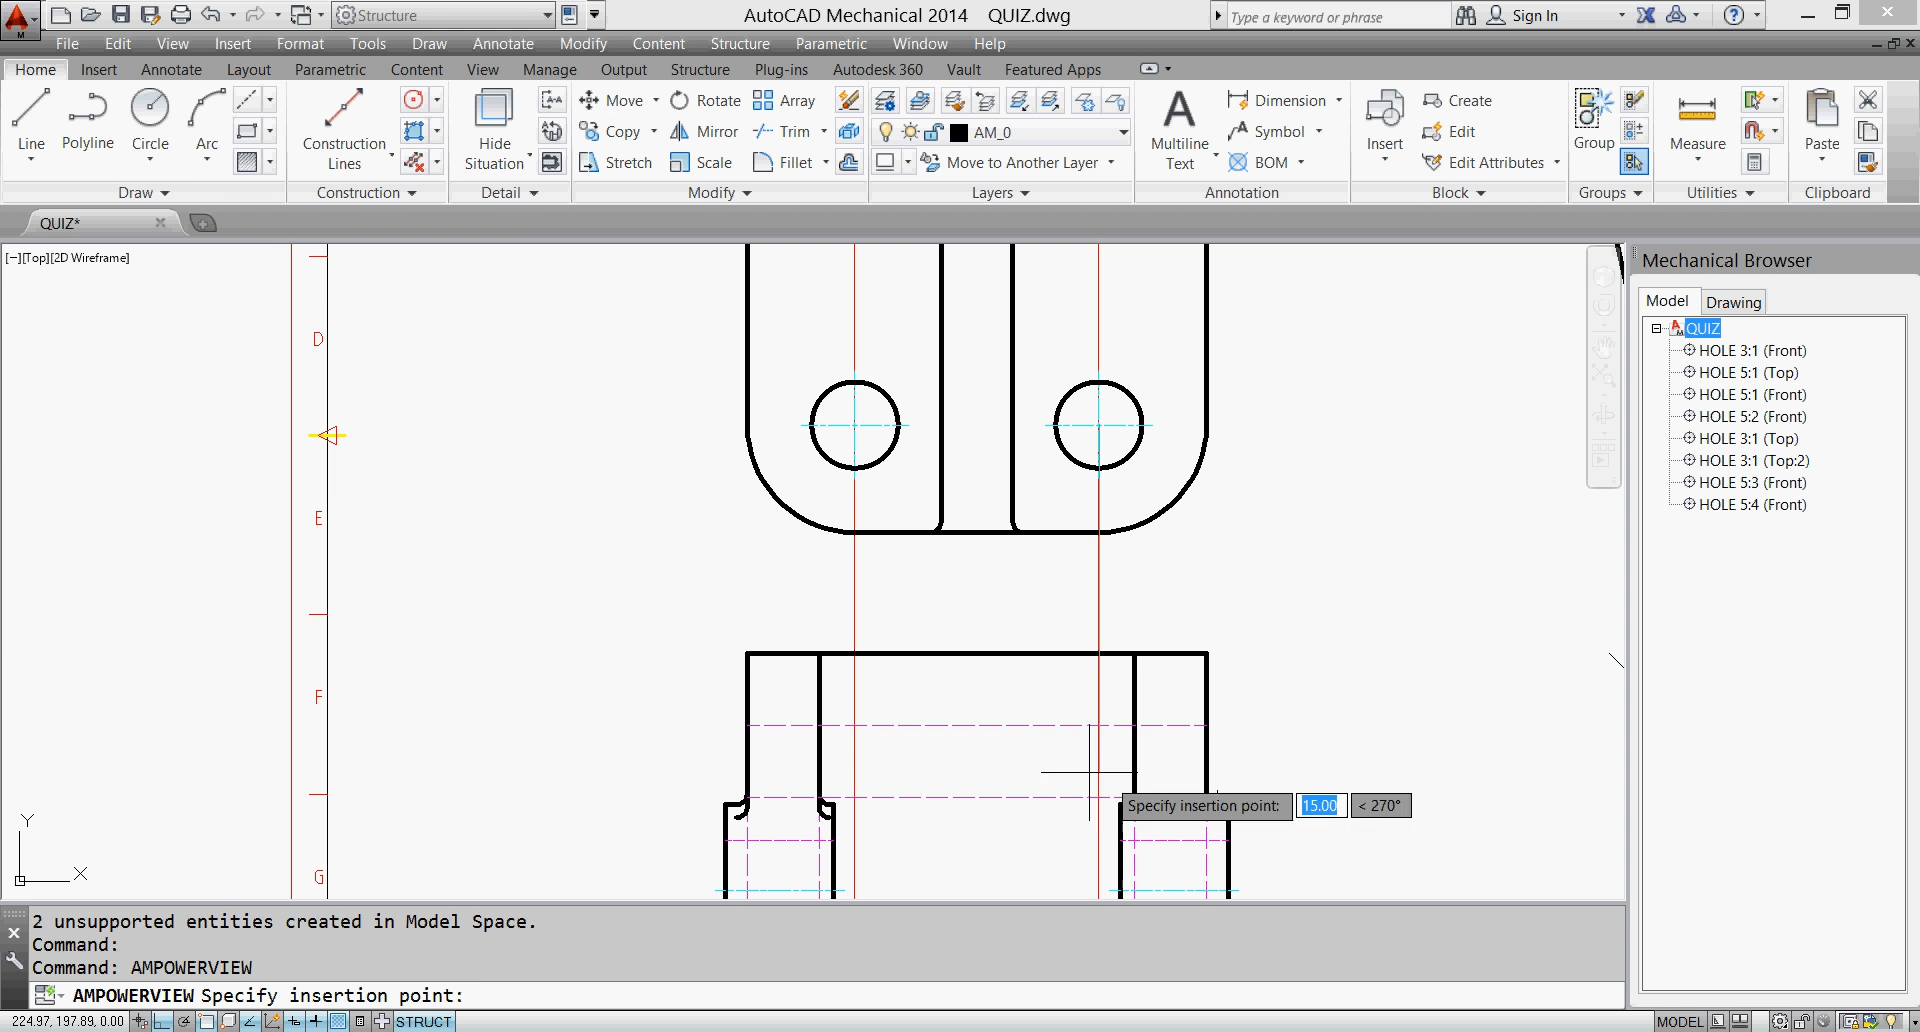 Structure
AutoCAD Mechanical 2014 QUIZ.dwg
Type a keyword or phrase
Sign In
File Edit View Insert Format Tools Draw Annotate Modify Content Structure Parametric Window Help
Home Insert Annotate Layout Parametric Content View Manage Output Structure Plug-ins Autodesk 360 Vault Featured Apps
Line
Polyline
Circle
Arc
Draw
Construction
Lines
Construction
Hide
Situation
Detail
Move Rotate Array
Copy Mirror Trim
Stretch Scale Fillet
Modify
AM_0
Move to Another Layer
Layers
Multiline
Text
Dimension
Symbol
BOM
Annotation
Insert
Create
Edit
Edit Attributes
Block
Group
Groups
Measure
Utilities
Paste
Clipboard
QUIZ*
[−][Top][2D Wireframe]
D
E
F
G
Y
X
Specify insertion point: 15.00 < 270°
Mechanical Browser
Model Drawing
QUIZ
HOLE 3:1 (Front)
HOLE 5:1 (Top)
HOLE 5:1 (Front)
HOLE 5:2 (Front)
HOLE 3:1 (Top)
HOLE 3:1 (Top:2)
HOLE 5:3 (Front)
HOLE 5:4 (Front)
2 unsupported entities created in Model Space.
Command:
Command: AMPOWERVIEW
AMPOWERVIEW Specify insertion point:
224.97, 197.89, 0.00 STRUCT MODEL